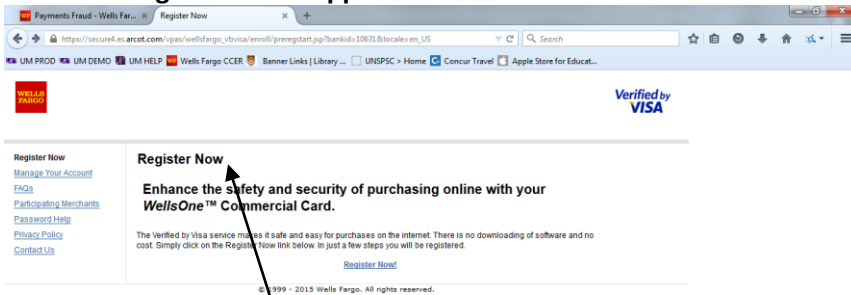 Payments Fraud - Wells Far... × Register Now × +
https://secure4.es.arcot.com/vpas/wellsfargo_vbvisa/enroll/preregstart.jsp?bankid=10631&locale=en_US Search
UM PROD UM DEMO UM HELP Wells Fargo CCER Banner Links | Library ... UNSPSC > Home Concur Travel Apple Store for Educat...
WELLS
FARGO
Verified by
VISA
Register Now
Manage Your Account
FAQs
Participating Merchants
Password Help
Privacy Policy
Contact Us
Register Now
Enhance the safety and security of purchasing online with your
WellsOne™ Commercial Card.
The Verified by Visa service makes it safe and easy for purchases on the internet. There is no downloading of software and no
cost. Simply click on the Register Now link below. In just a few steps you will be registered.
Register Now!
© 1999 - 2015 Wells Fargo. All rights reserved.